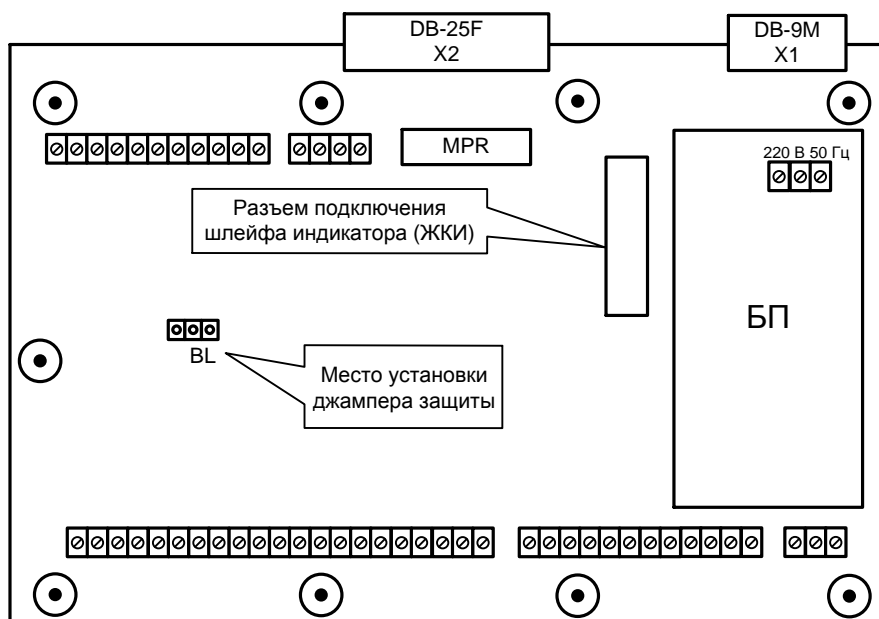 DB-25F
X2
DB-9M
X1
MPR
220 В 50 Гц
Разъем подключения
шлейфа индикатора (ЖКИ)
БП
BL
Место установки
джампера защиты